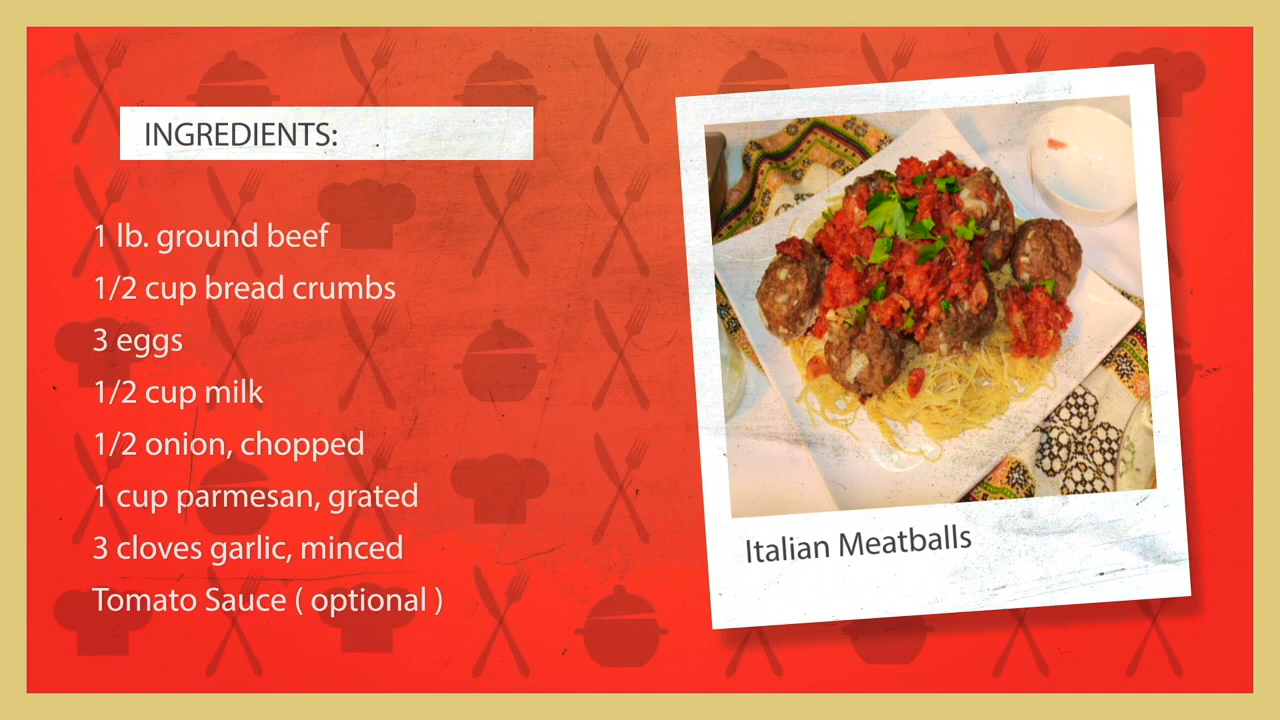 INGREDIENTS:
1 lb. ground beef
1/2 cup bread crumbs
3 eggs
1/2 cup milk
1/2 onion, chopped
1 cup parmesan, grated
3 cloves garlic, minced
Tomato Sauce ( optional )
Italian Meatballs